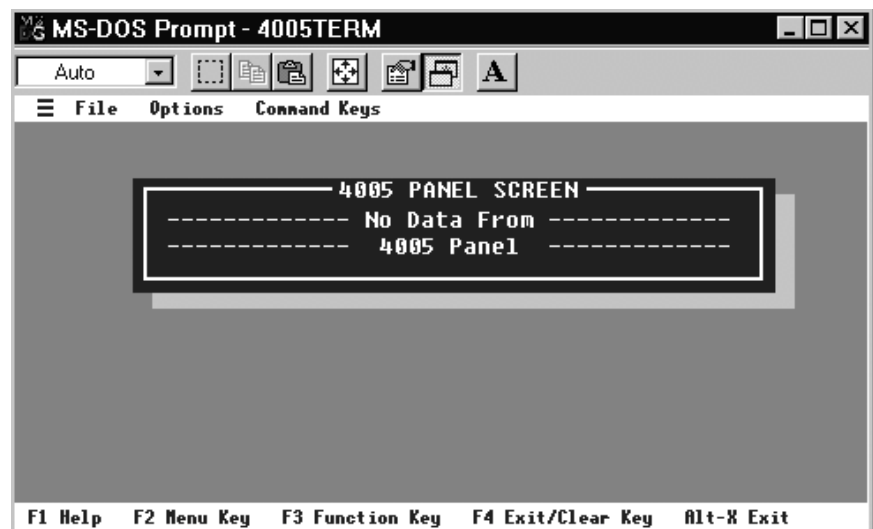 MS-DOS Prompt - 4005TERM
Auto A
File Options Command Keys
4005 PANEL SCREEN
------------- No Data From -------------
------------- 4005 Panel -------------
F1 Help F2 Menu Key F3 Function Key F4 Exit/Clear Key Alt-X Exit